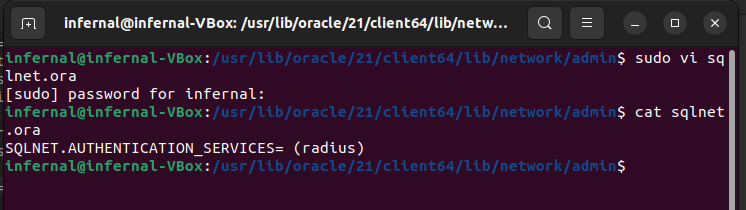 infernal@infernal-VBox: /usr/lib/oracle/21/client64/lib/netw...
infernal@infernal-VBox:/usr/lib/oracle/21/client64/lib/network/admin$ sudo vi sq
lnet.ora
[sudo] password for infernal:
infernal@infernal-VBox:/usr/lib/oracle/21/client64/lib/network/admin$ cat sqlnet
.ora
SQLNET.AUTHENTICATION_SERVICES= (radius)
infernal@infernal-VBox:/usr/lib/oracle/21/client64/lib/network/admin$